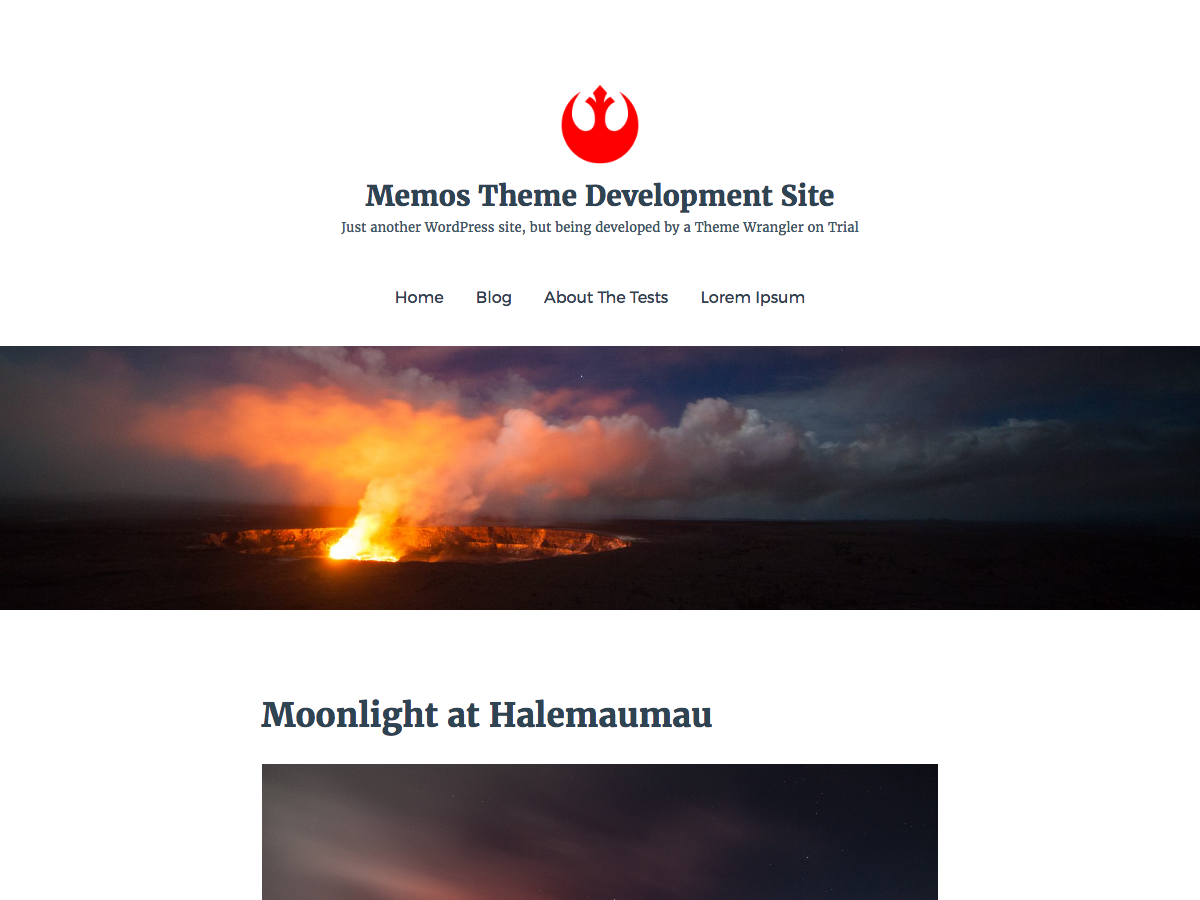 Memos Theme Development Site
Just another WordPress site, but being developed by a Theme Wrangler on Trial
Home Blog About The Tests Lorem Ipsum
Moonlight at Halemaumau